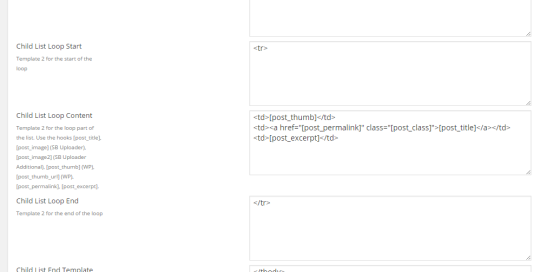 Child List Loop Start
Template 2 for the start of the
loop
<tr>
Child List Loop Content
Template 2 for the loop part of
the list. Use the hooks [post_title],
[post_image] (SB Uploader),
[post_image2] (SB Uploader
Additional), [post_thumb] (WP),
[post_thumb_url] (WP),
[post_permalink], [post_excerpt].
<td>[post_thumb]</td>
<td><a href="[post_permalink]" class="[post_class]">[post_title]</a></td>
<td>[post_excerpt]</td>
Child List Loop End
Template 2 for the end of the loop
</tr>
Child List End Template
</tbody>